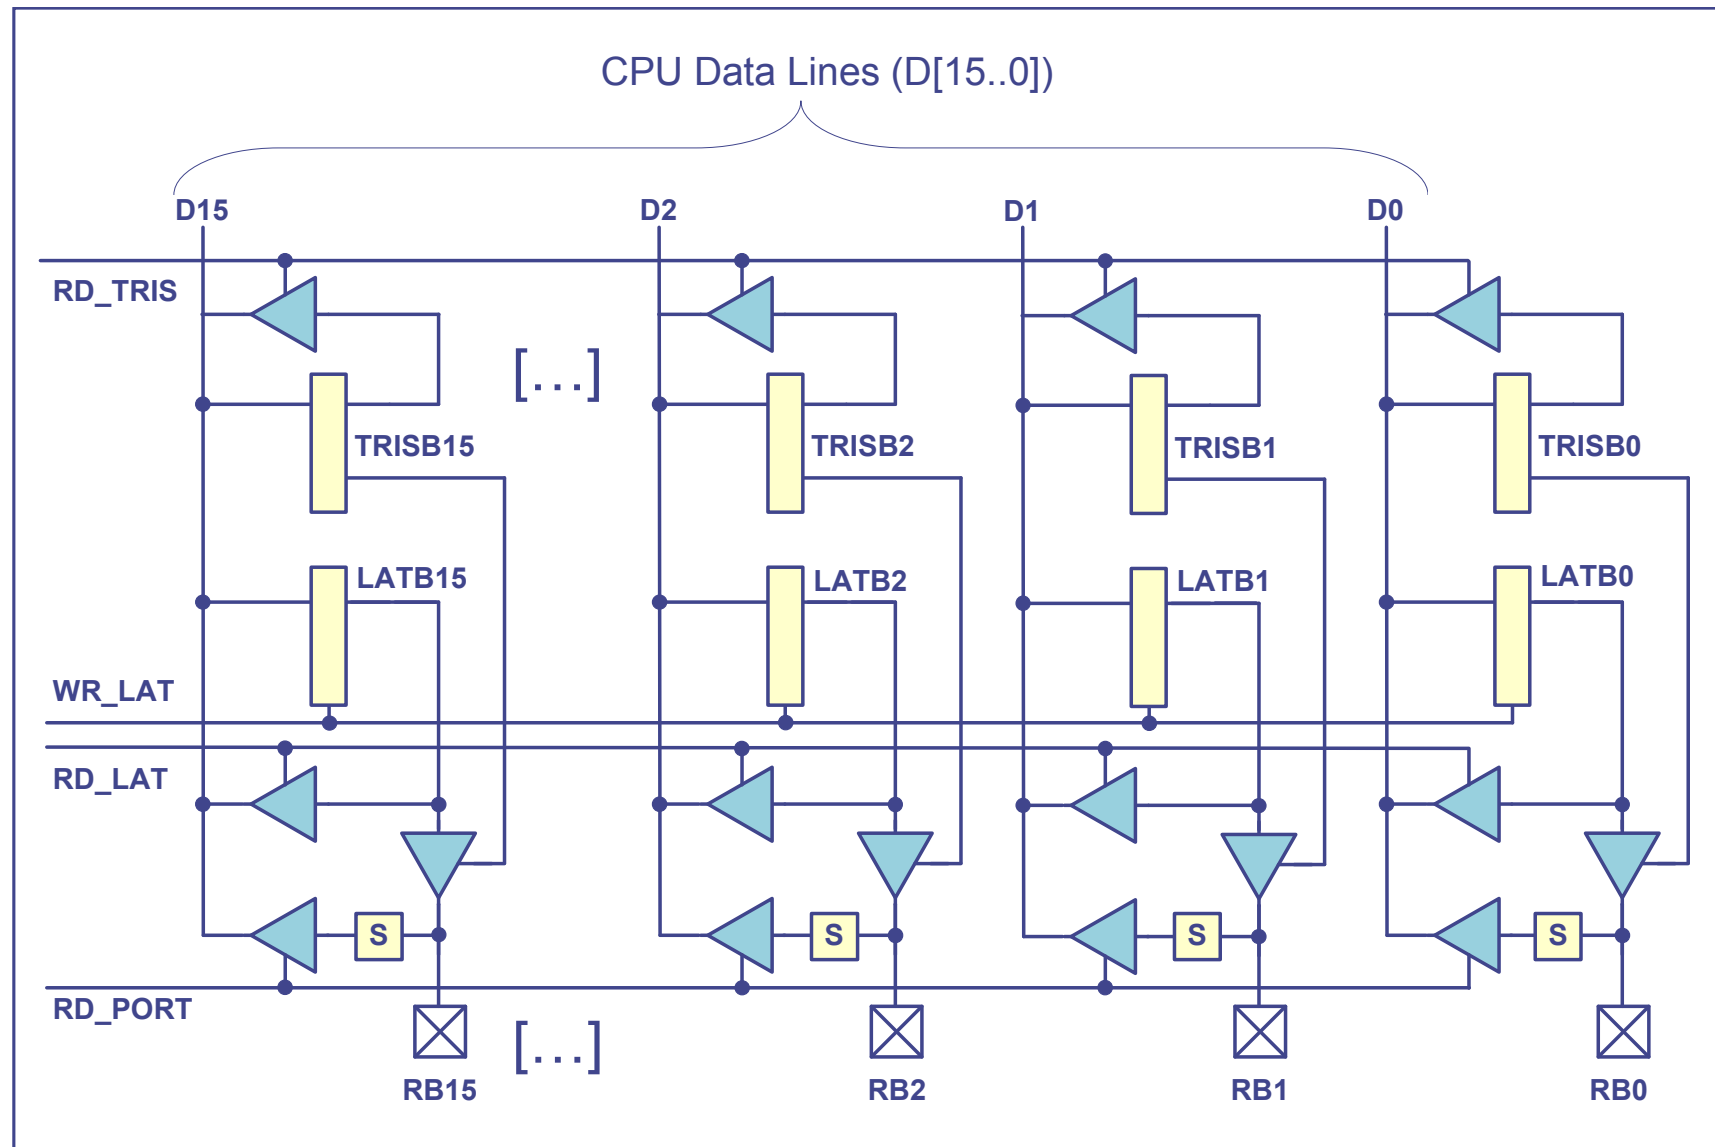 CPU Data Lines (D[15..0])
D15 D2 D1 D0
RD_TRIS
[...]
TRISB15 TRISB2 TRISB1 TRISB0
LATB15 LATB2 LATB1 LATB0
WR_LAT
RD_LAT
S S S S
RD_PORT
[...]
RB15 RB2 RB1 RB0